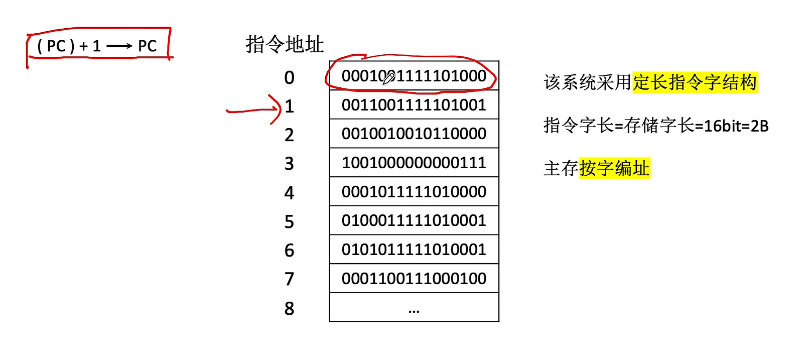 ( PC ) + 1 ⟶ PC
指令地址
0 0001001111101000
1 0011001111101001
2 0010010010110000
3 1001000000000111
4 0001011111010000
5 0100011111010001
6 0101011111010001
7 0001100111000100
8 ...
该系统采用定长指令字结构
指令字长=存储字长=16bit=2B
主存按字编址